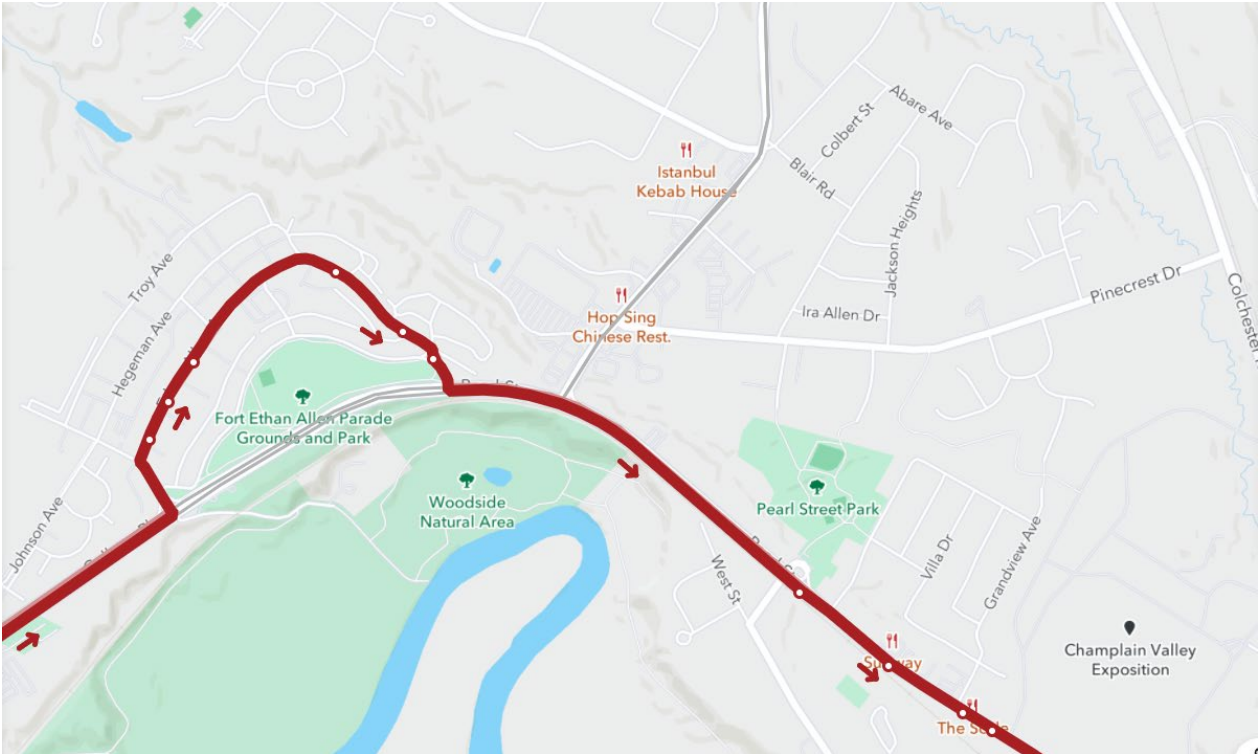 Abare Ave
Colbert St
Istanbul
Kebab House
Blair Rd
Jackson Heights
Troy Ave
Pinecrest Dr
Colchester
Hop Sing
Chinese Rest.
Ira Allen Dr
Hegeman Ave
Fort Ethan Allen Parade
Grounds and Park
Woodside
Natural Area
Pearl Street Park
Johnson Ave
West St
Villa Dr
Grandview Ave
Champlain Valley
Exposition
Subway